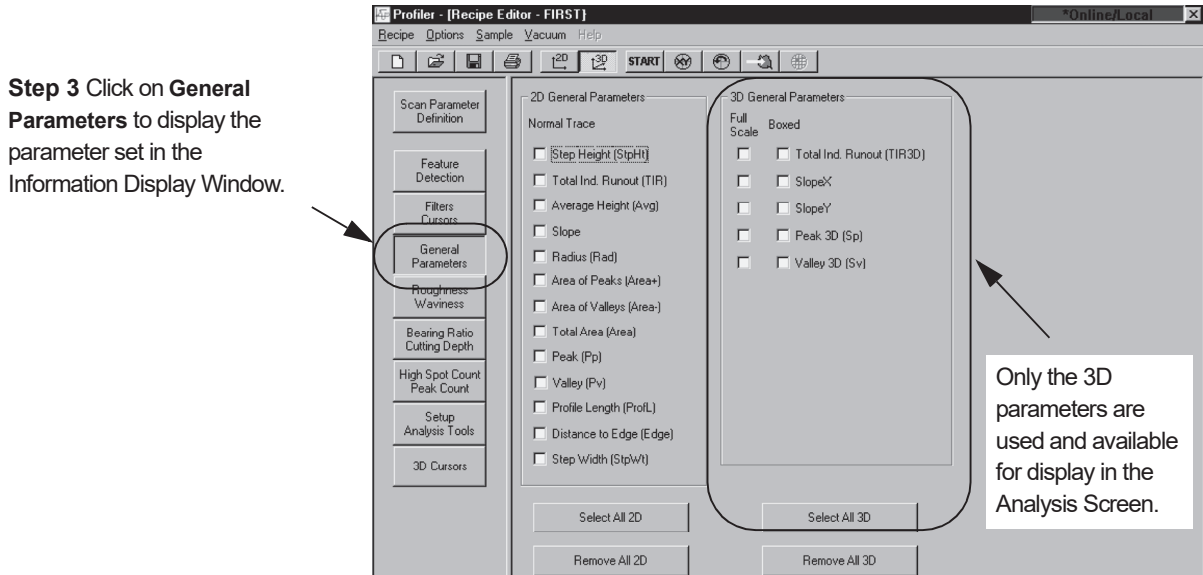 Profiler - [Recipe Editor - FIRST}
*Online/Local
Recipe Options Sample Vacuum Help
2D 3D START XY
Step 3 Click on General
Parameters to display the
parameter set in the
Information Display Window.
Scan Parameter
Definition
Feature
Detection
Filters
Cursors
General
Parameters
Roughness
Waviness
Bearing Ratio
Cutting Depth
High Spot Count
Peak Count
Setup
Analysis Tools
3D Cursors
2D General Parameters
Normal Trace
Step Height (StpHt)
Total Ind. Runout (TIR)
Average Height (Avg)
Slope
Radius (Rad)
Area of Peaks (Area+)
Area of Valleys (Area-)
Total Area (Area)
Peak (Pp)
Valley (Pv)
Profile Length (ProfL)
Distance to Edge (Edge)
Step Width (StpWt)
Select All 2D
Remove All 2D
3D General Parameters
Full
Scale
Boxed
Total Ind. Runout (TIR3D)
SlopeX
SlopeY
Peak 3D (Sp)
Valley 3D (Sv)
Select All 3D
Remove All 3D
Only the 3D
parameters are
used and available
for display in the
Analysis Screen.